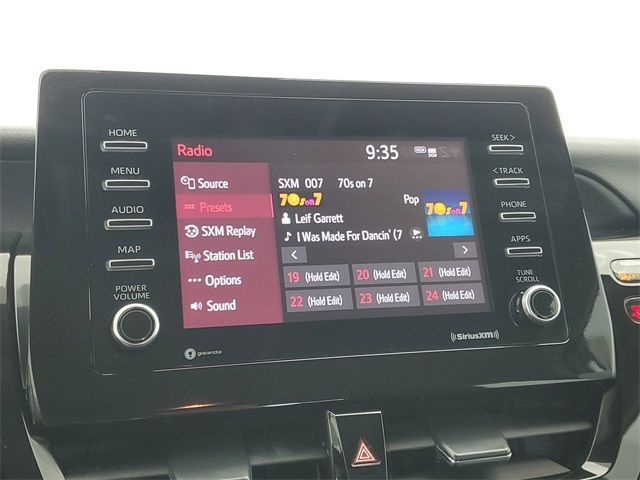 HOME
MENU
AUDIO
MAP
POWER
VOLUME
SEEK >
< TRACK
PHONE
APPS
TUNE
SCROLL
Radio
9:35
Source
Presets
SXM Replay
Station List
Options
Sound
SXM 007 70s on 7
70s on 7
Pop
70s on 7
Leif Garrett
I Was Made For Dancin' (7
<
>
19 (Hold Edit)
20 (Hold Edit)
21 (Hold Edit)
22 (Hold Edit)
23 (Hold Edit)
24 (Hold Edit)
gracenote
SiriusXM